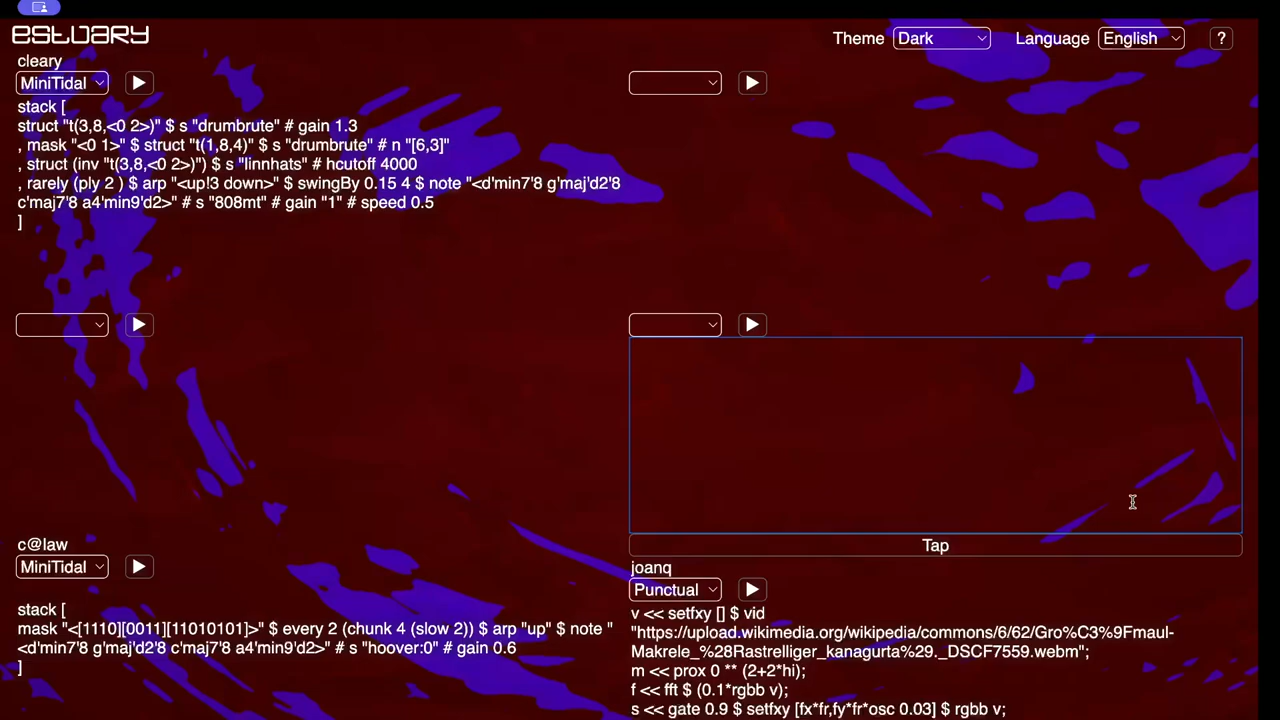 ESTUARY
Theme Dark Language English ?
cleary
MiniTidal
stack [
struct "t(3,8,<0 2>)" $ s "drumbrute" # gain 1.3
, mask "<0 1>" $ struct "t(1,8,4)" $ s "drumbrute" # n "[6,3]"
, struct (inv "t(3,8,<0 2>)") $ s "linnhats" # hcutoff 4000
, rarely (ply 2 ) $ arp "<up!3 down>" $ swingBy 0.15 4 $ note "<d'min7'8 g'maj'd2'8
c'maj7'8 a4'min9'd2>" # s "808mt" # gain "1" # speed 0.5
]
c@law
MiniTidal
stack [
mask "<[1110][0011][11010101]>" $ every 2 (chunk 4 (slow 2)) $ arp "up" $ note "
<d'min7'8 g'maj'd2'8 c'maj7'8 a4'min9'd2>" # s "hoover:0" # gain 0.6
]
Tap
joanq
Punctual
v << setfxy [] $ vid
"https://upload.wikimedia.org/wikipedia/commons/6/62/Gro%C3%9Fmaul-
Makrele_%28Rastrelliger_kanagurta%29._DSCF7559.webm";
m << prox 0 ** (2+2*hi);
f << fft $ (0.1*rgbb v);
s << gate 0.9 $ setfxy [fx*fr,fy*fr*osc 0.03] $ rgbb v;